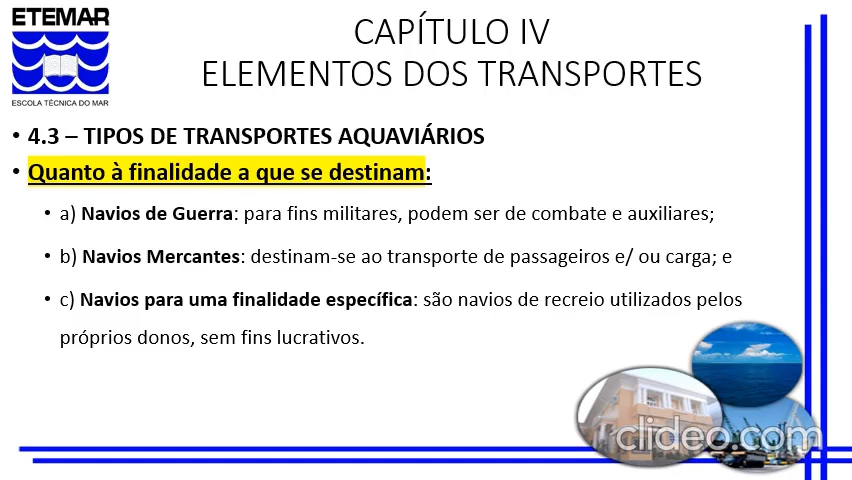 ETEMAR
ESCOLA TÉCNICA DO MAR
CAPÍTULO IV
ELEMENTOS DOS TRANSPORTES
• 4.3 – TIPOS DE TRANSPORTES AQUAVIÁRIOS
• Quanto à finalidade a que se destinam:
• a) Navios de Guerra: para fins militares, podem ser de combate e auxiliares;
• b) Navios Mercantes: destinam-se ao transporte de passageiros e/ ou carga; e
• c) Navios para uma finalidade específica: são navios de recreio utilizados pelos
próprios donos, sem fins lucrativos.
clideo.com